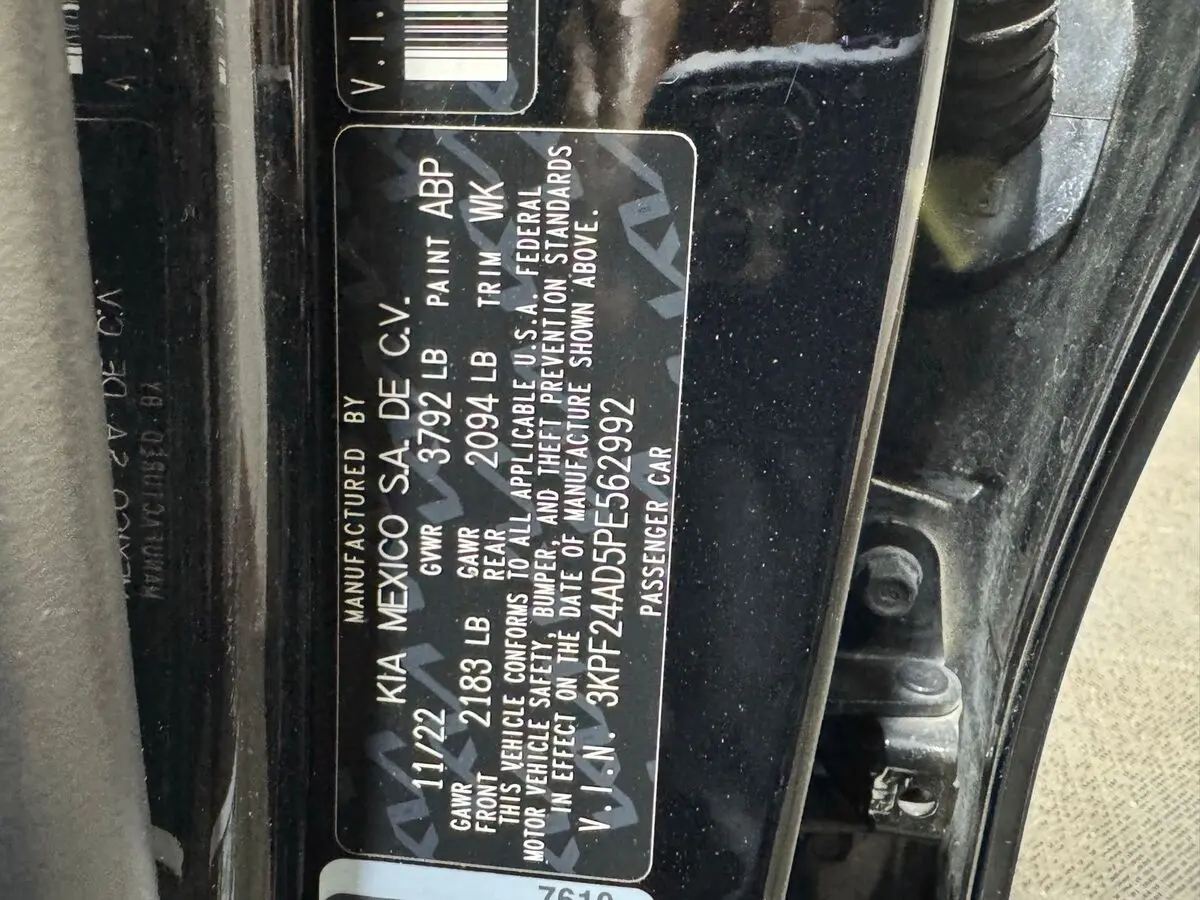 V.I.
MANUFACTURED BY
KIA MEXICO S.A. DE C.V.
11/22 GVWR 3792 LB PAINT ABP
GAWR FRONT 2183 LB GAWR REAR 2094 LB TRIM WK
THIS VEHICLE CONFORMS TO ALL APPLICABLE U.S.A. FEDERAL
MOTOR VEHICLE SAFETY, BUMPER, AND THEFT PREVENTION STANDARDS
IN EFFECT ON THE DATE OF MANUFACTURE SHOWN ABOVE.
V.I.N. 3KPF24AD5PE562992
PASSENGER CAR
7610